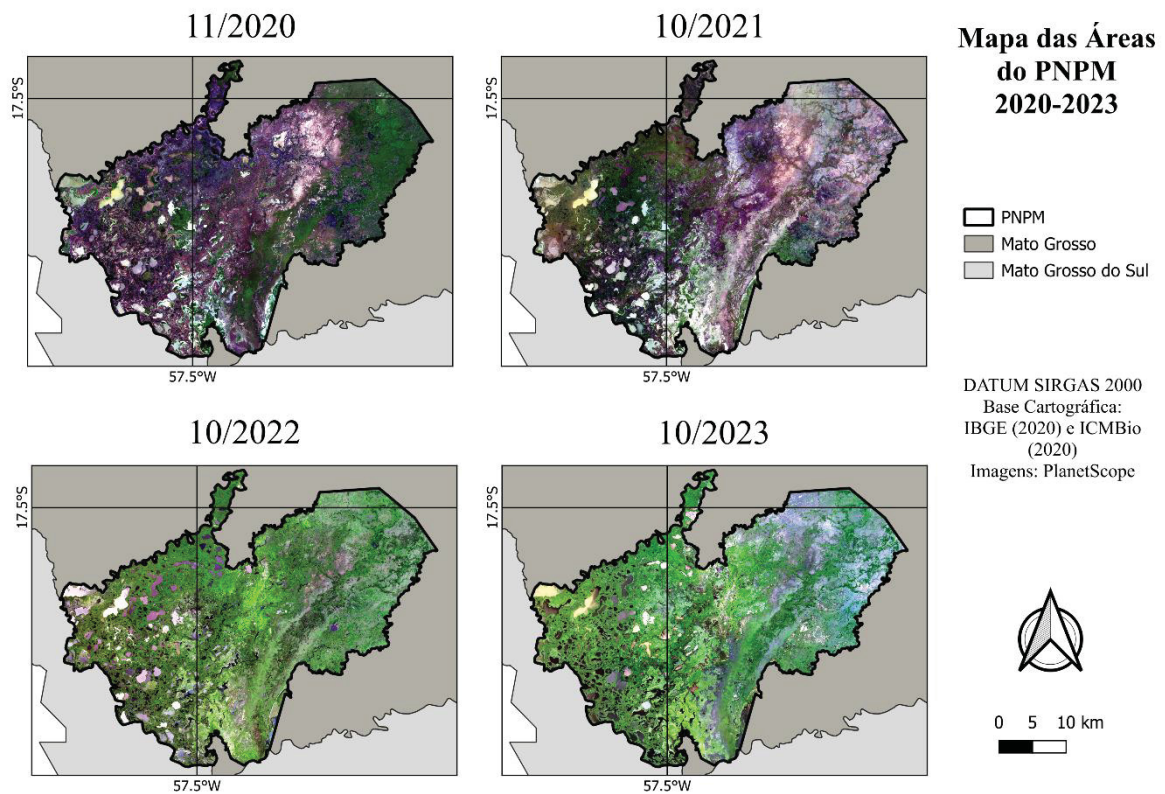 11/2020
17.5°S
57.5°W
10/2021
17.5°S
57.5°W
Mapa das Áreas
do PNPM
2020-2023
PNPM
Mato Grosso
Mato Grosso do Sul
DATUM SIRGAS 2000
Base Cartográfica:
IBGE (2020) e ICMBio
(2020)
Imagens: PlanetScope
10/2022
17.5°S
57.5°W
10/2023
17.5°S
57.5°W
0 5 10 km